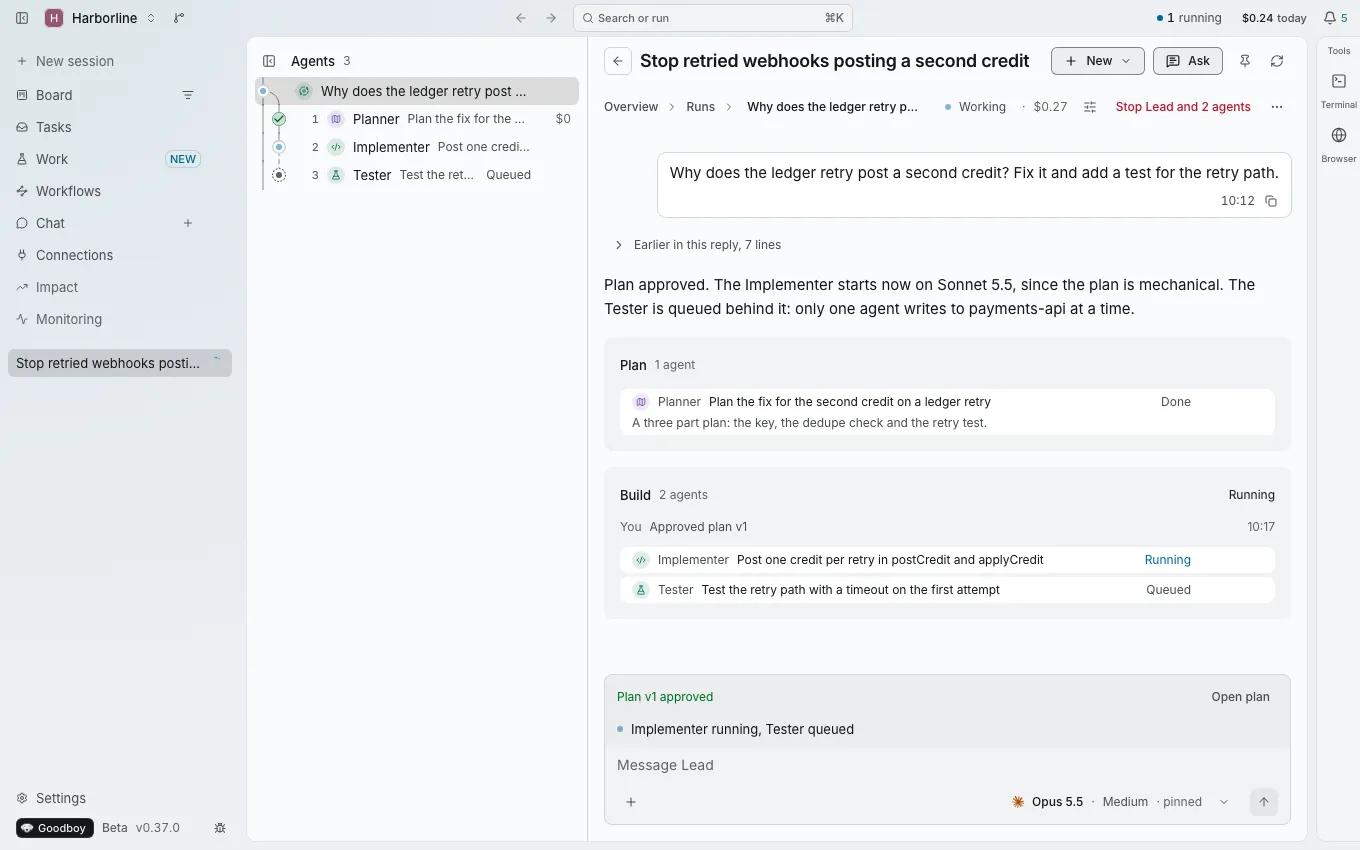 H Harborline
Search or run ⌘K
1 running $0.24 today 5
New session
Board
Tasks
Work NEW
Workflows
Chat
Connections
Impact
Monitoring
Stop retried webhooks posti...
Settings
Goodboy Beta v0.37.0
Agents 3
Why does the ledger retry post ...
1 Planner Plan the fix for the ... $0
2 Implementer Post one credi...
3 Tester Test the ret... Queued
Stop retried webhooks posting a second credit
New Ask
Overview Runs Why does the ledger retry p... Working · $0.27 Stop Lead and 2 agents
Why does the ledger retry post a second credit? Fix it and add a test for the retry path.
10:12
Earlier in this reply, 7 lines
Plan approved. The Implementer starts now on Sonnet 5.5, since the plan is mechanical. The
Tester is queued behind it: only one agent writes to payments-api at a time.
Plan 1 agent
Planner Plan the fix for the second credit on a ledger retry Done
A three part plan: the key, the dedupe check and the retry test.
Build 2 agents Running
You Approved plan v1 10:17
Implementer Post one credit per retry in postCredit and applyCredit Running
Tester Test the retry path with a timeout on the first attempt Queued
Plan v1 approved Open plan
Implementer running, Tester queued
Message Lead
Opus 5.5 · Medium · pinned
Tools
Terminal
Browser